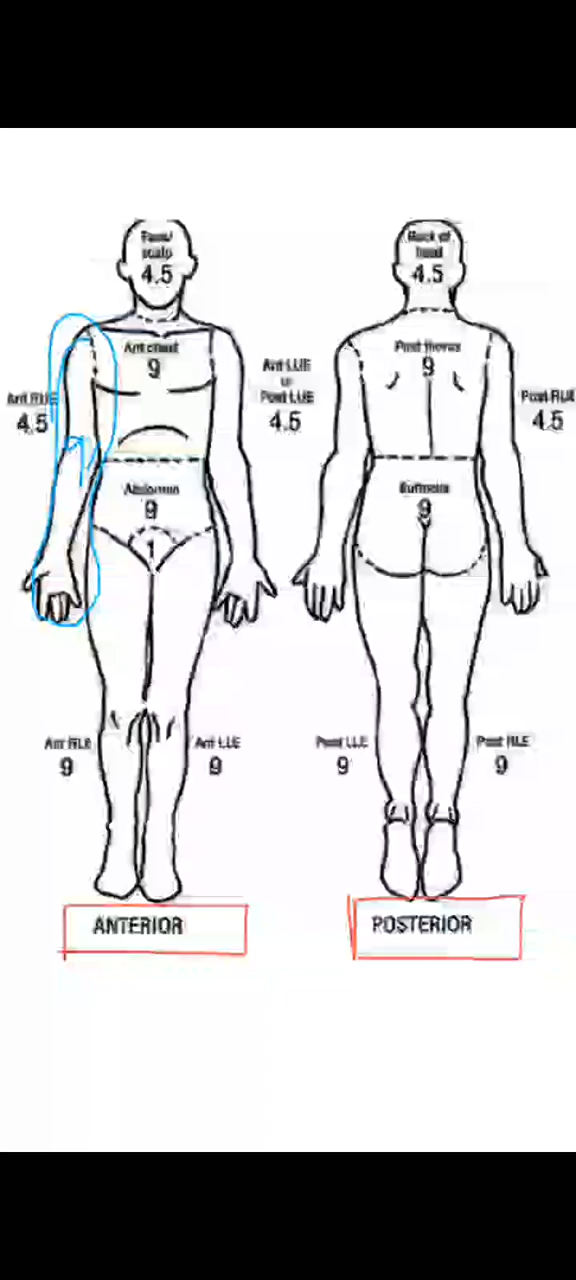 Face/
scalp
4.5
Back of
head
4.5
Ant chest
9
Post thorax
9
Ant RUE
4.5
Ant LUE
or
Post LUE
4.5
Post RUE
4.5
Abdomen
9
Buttocks
9
1
Ant RLE
9
Ant LLE
9
Post LLE
9
Post RLE
9
ANTERIOR
POSTERIOR